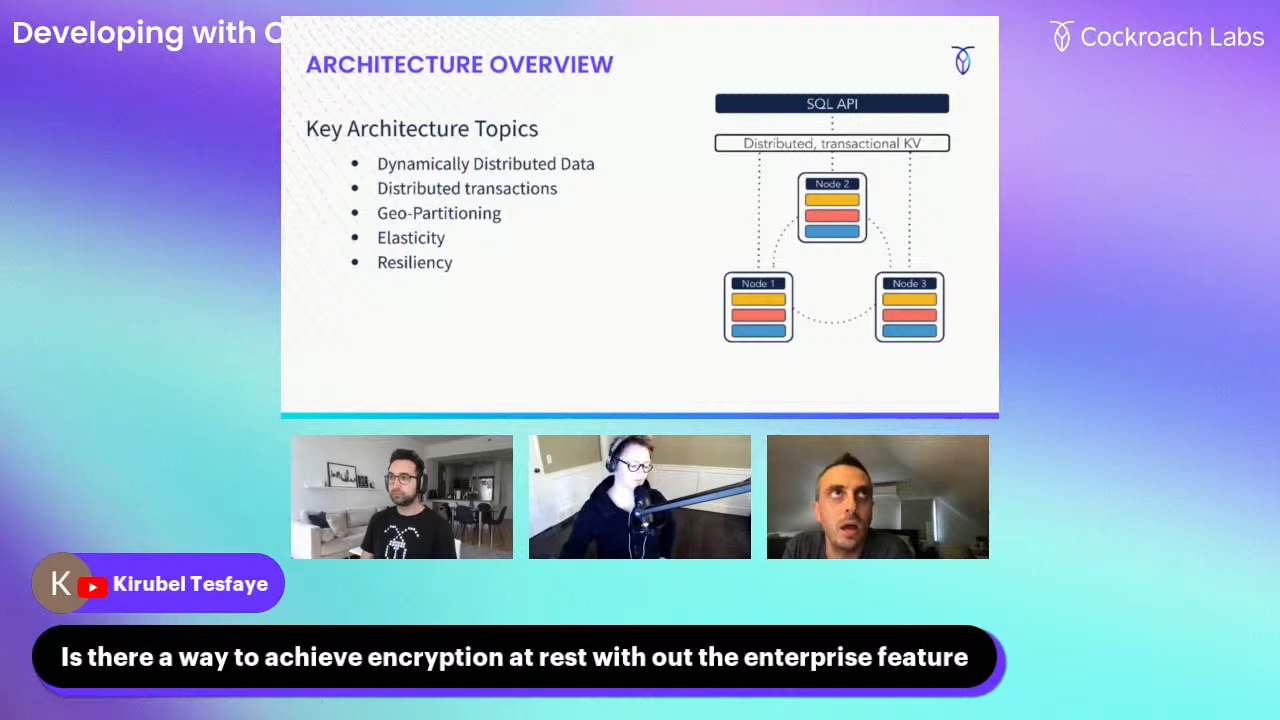 Developing with C
Cockroach Labs
ARCHITECTURE OVERVIEW
Key Architecture Topics
Dynamically Distributed Data
Distributed transactions
Geo-Partitioning
Elasticity
Resiliency
SQL API
Distributed, transactional KV
Node 2
Node 1
Node 3
K
Kirubel Tesfaye
Is there a way to achieve encryption at rest with out the enterprise feature